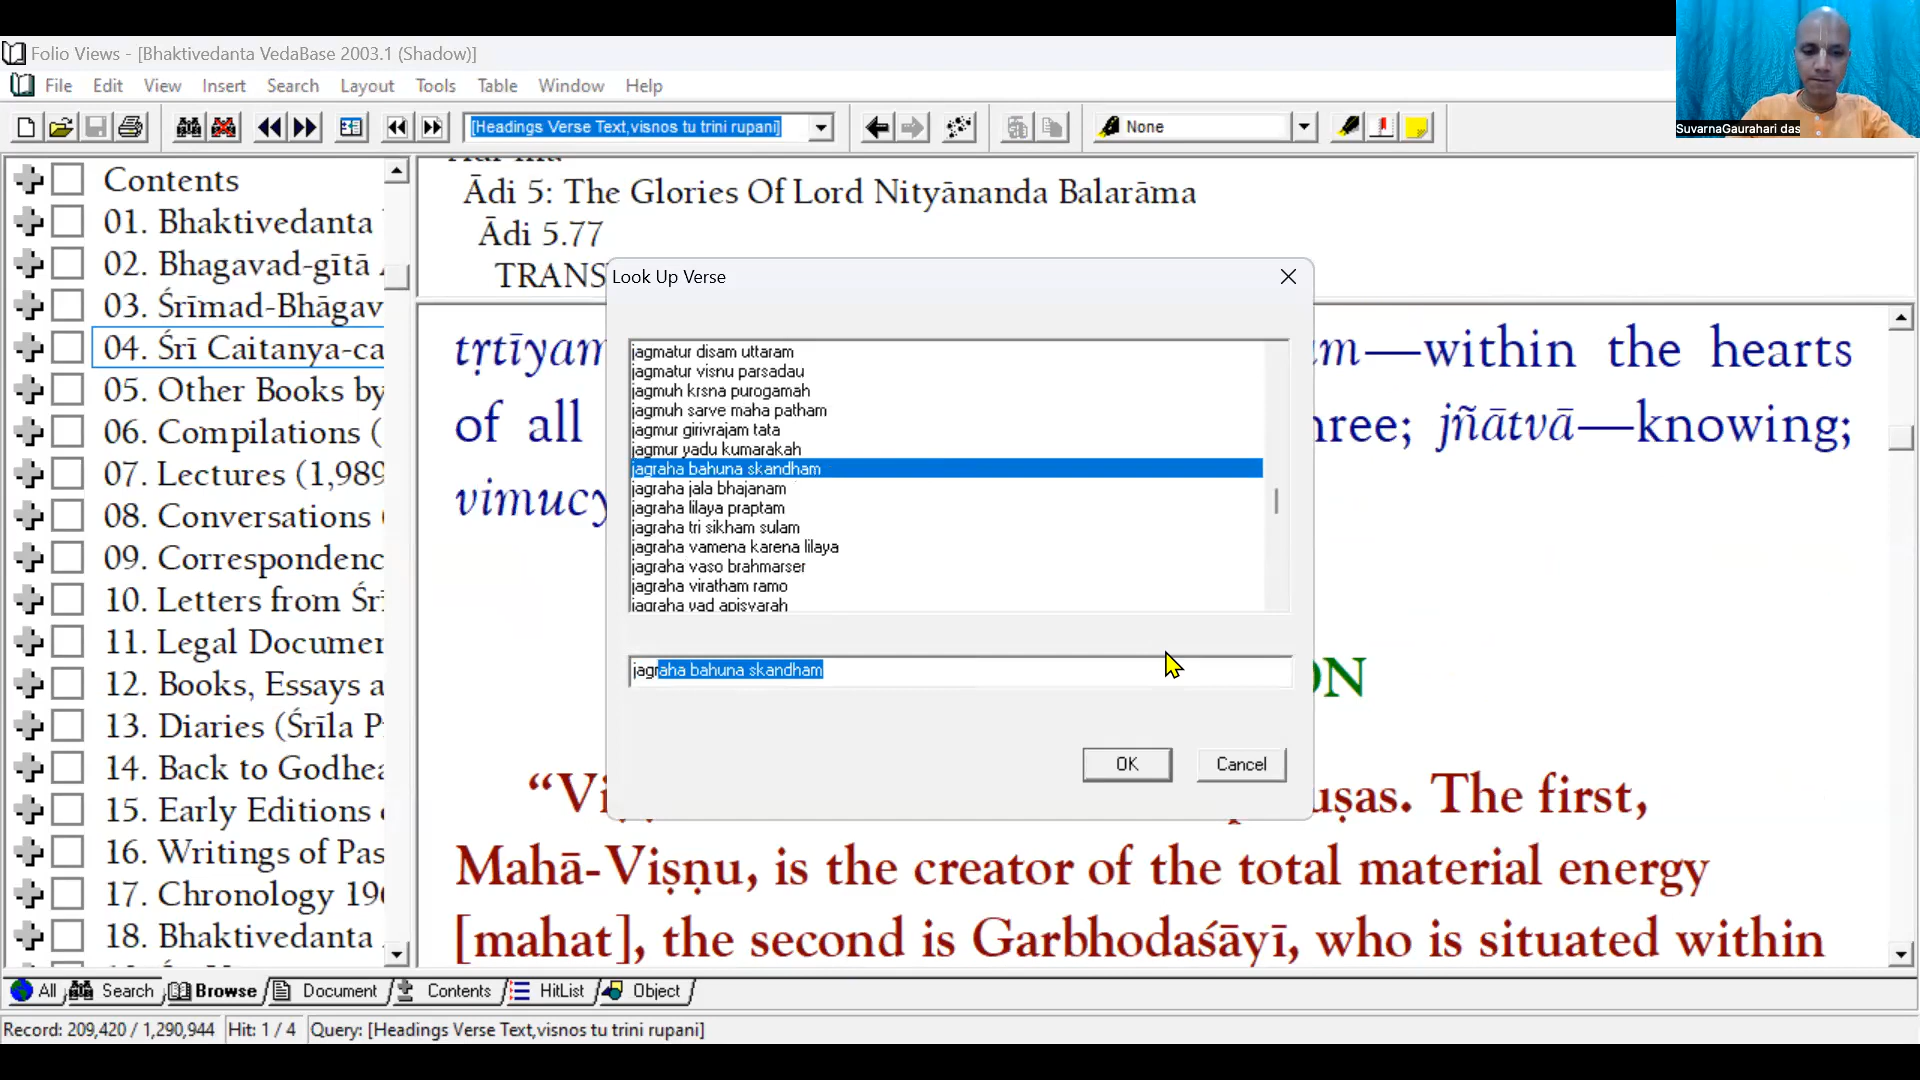 Folio Views - [Bhaktivedanta VedaBase 2003.1 (Shadow)]
File Edit View Insert Search Layout Tools Table Window Help
[Headings Verse Text,visnos tu trini rupani]
None
SuvarnaGaurahari das
Contents
01. Bhaktivedanta
02. Bhagavad-gītā
03. Śrīmad-Bhāgav
04. Śrī Caitanya-ca
05. Other Books by
06. Compilations (
07. Lectures (1,989
08. Conversations
09. Correspondenc
10. Letters from Śrī
11. Legal Documen
12. Books, Essays a
13. Diaries (Śrīla P
14. Back to Godhea
15. Early Editions
16. Writings of Pas
17. Chronology 196
18. Bhaktivedanta
Ādi 5: The Glories Of Lord Nityānanda Balarāma
Ādi 5.77
TRANS
Look Up Verse
jagmatur disam uttaram
jagmatur visnu parsadau
jagmuh krsna purogamah
jagmuh sarve maha patham
jagmur girivrajam tata
jagmur yadu kumarakah
jagraha bahuna skandham
jagraha jala bhajanam
jagraha lilaya praptam
jagraha tri sikham sulam
jagraha vamena karena lilaya
jagraha vaso brahmarser
jagraha viratham ramo
jagraha yad apisvarah
jagraha bahuna skandham
OK Cancel
tṛtīyam m—within the hearts
of all hree; jñātvā—knowing;
vimucy
ON
“Vi uṣas. The first,
Mahā-Viṣṇu, is the creator of the total material energy
[mahat], the second is Garbhodaśāyī, who is situated within
All Search Browse Document Contents HitList Object
Record: 209,420 / 1,290,944 Hit: 1 / 4 Query: [Headings Verse Text,visnos tu trini rupani]